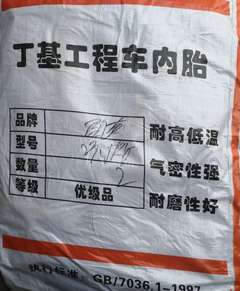 丁基工程车内胎
品牌
型号
数量 2
等级 优级品
耐高低温
气密性强
耐磨性好
执行标准: GB/7036.1-1997